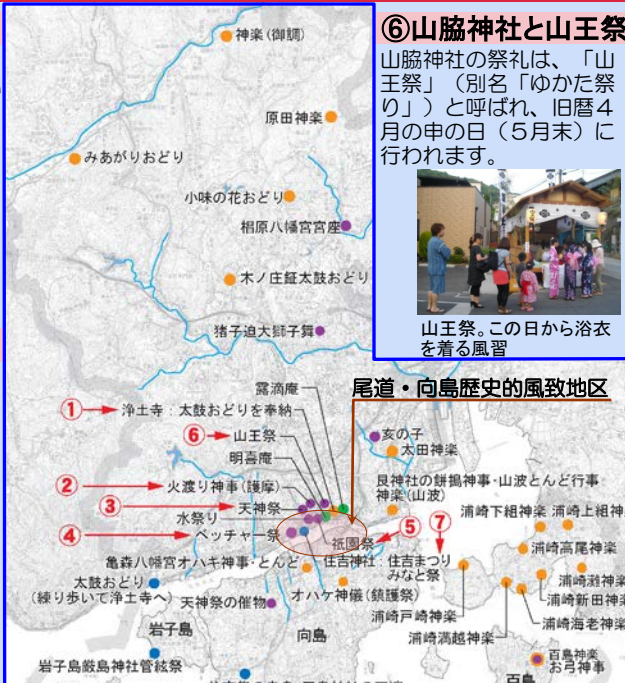 ⑥山脇神社と山王祭
山脇神社の祭礼は、「山
王祭」（別名「ゆかた祭
り」）と呼ばれ、旧暦４
月の申の日（５月末）に
行われます。
山王祭。この日から浴衣
を着る風習
神楽(御調)
原田神楽
みあがりおどり
小味の花おどり
椙原八幡宮宮座
木ノ庄鉦太鼓おどり
猪子迫大獅子舞
露滴庵
尾道・向島歴史的風致地区
① 浄土寺：太鼓おどりを奉納
⑥ 山王祭
明喜庵
亥の子
太田神楽
② 火渡り神事(護摩)
艮神社の餅搗神事・山波とんど行事
神楽(山波)
③ 天神祭
水祭り
④ ベッチャー祭
祇園祭 ⑤
⑦
浦崎下組神楽
浦崎上組神
浦崎高尾神楽
亀森八幡宮オハキ神事・とんど
住吉神社：住吉まつり
みなと祭
太鼓おどり
(練り歩いて浄土寺へ)
天神祭の催物
オハケ神儀(鎮護祭)
浦崎灘神楽
浦崎新田神
浦崎戸崎神楽
浦崎海老神楽
浦崎満越神楽
岩子島
向島
岩子島厳島神社管絃祭
百島神楽
お弓神事
百島